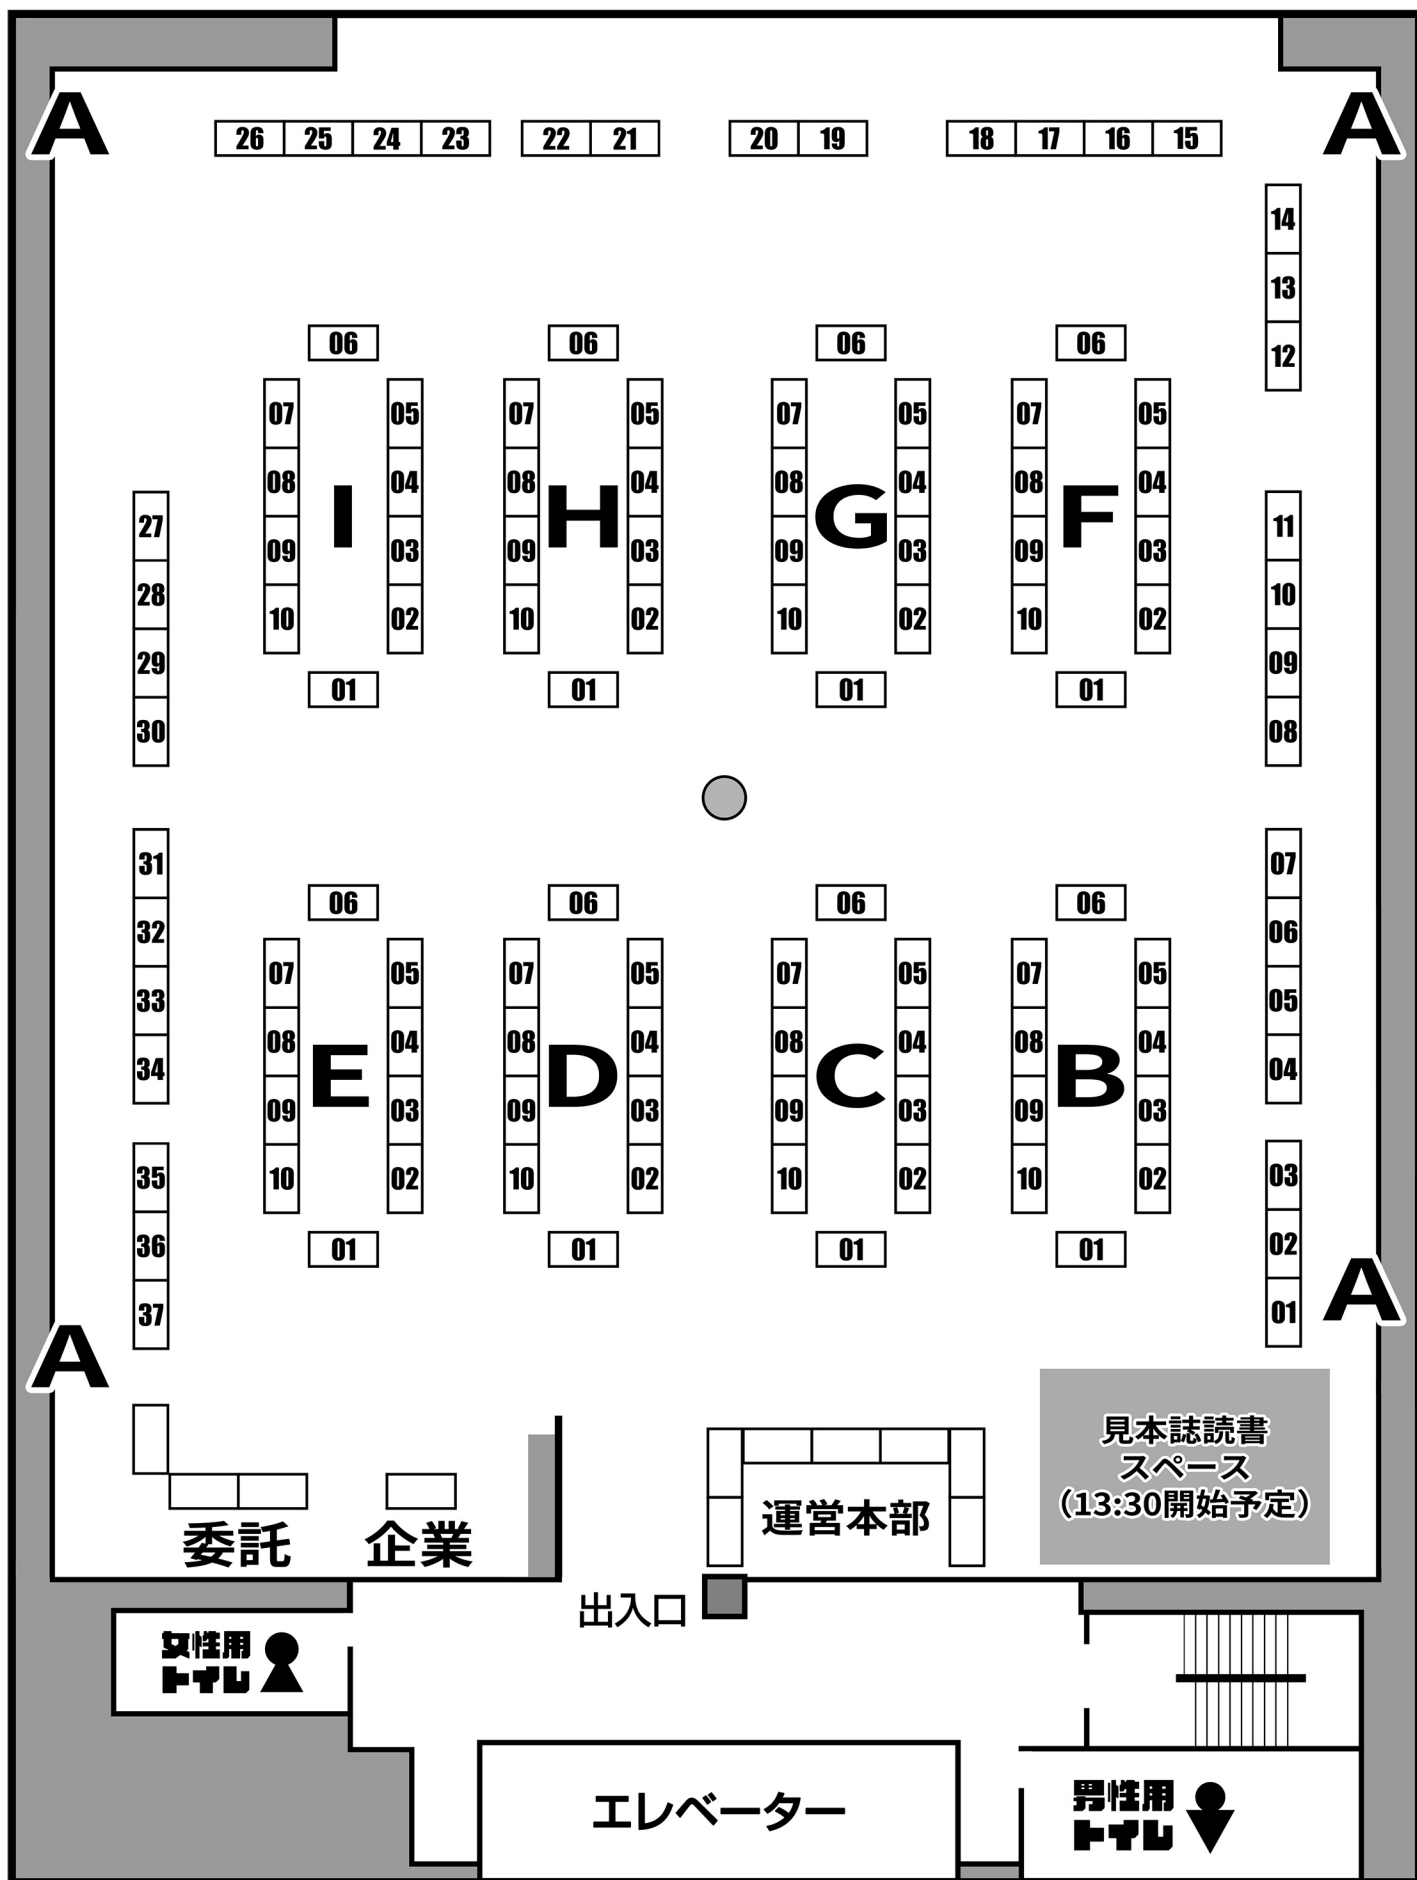 A
A
26 25 24 23 22 21 20 19 18 17 16 15
14
13
12
06 06 06 06
07 05 07 05 07 05 07 05
08 04 08 04 08 04 08 04
I H G F
09 03 09 03 09 03 09 03
10 02 10 02 10 02 10 02
01 01 01 01
27
28
29
30
11
10
09
08
31
32
33
34
07
06
05
04
06 06 06 06
07 05 07 05 07 05 07 05
08 04 08 04 08 04 08 04
E D C B
09 03 09 03 09 03 09 03
10 02 10 02 10 02 10 02
01 01 01 01
35
36
37
03
02
01
A
A
見本誌読書
スペース
(13:30開始予定)
委託
企業
運営本部
出入口
女性用
トイレ
エレベーター
男性用
トイレ